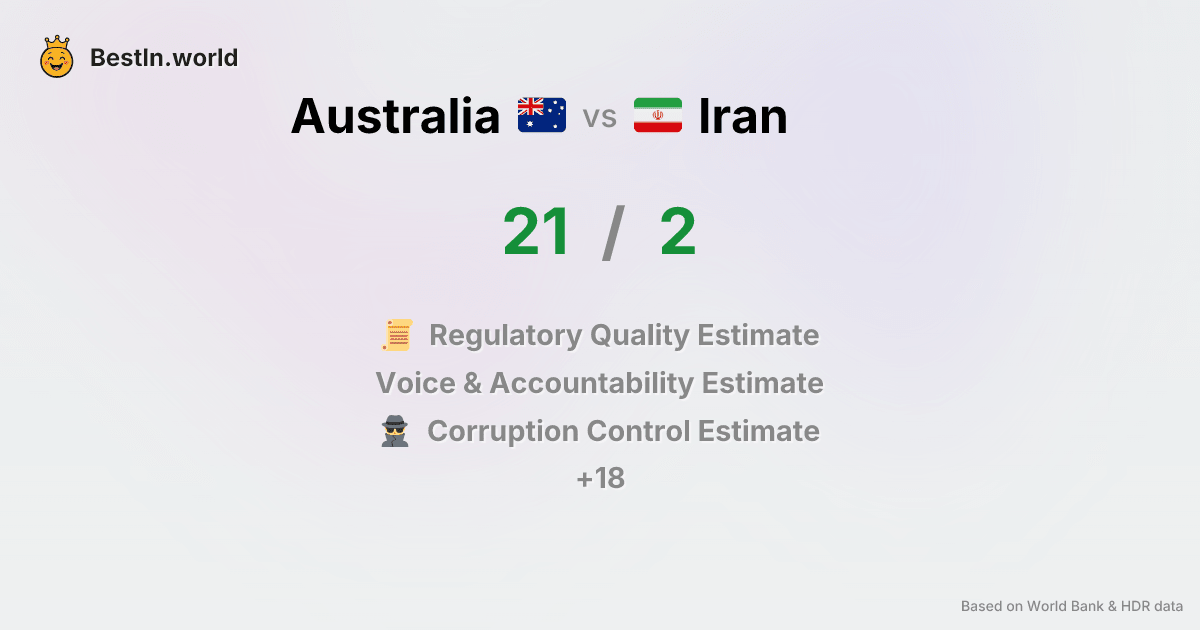 BestIn.world
Australia vs Iran
21 / 2
Regulatory Quality Estimate
Voice & Accountability Estimate
Corruption Control Estimate
+18
Based on World Bank & HDR data